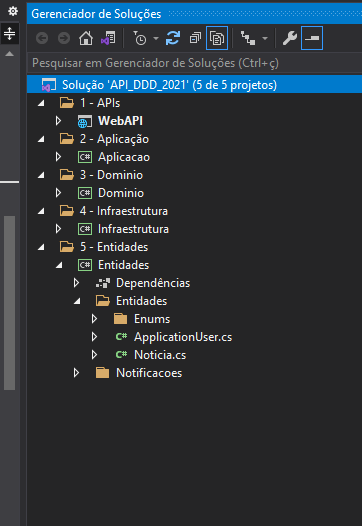 Gerenciador de Soluções
Pesquisar em Gerenciador de Soluções (Ctrl+ç)
Solução 'API_DDD_2021' (5 de 5 projetos)
1 - APIs
WebAPI
2 - Aplicação
C# Aplicacao
3 - Dominio
C# Dominio
4 - Infraestrutura
C# Infraestrutura
5 - Entidades
C# Entidades
Dependências
Entidades
Enums
C# ApplicationUser.cs
C# Noticia.cs
Notificacoes